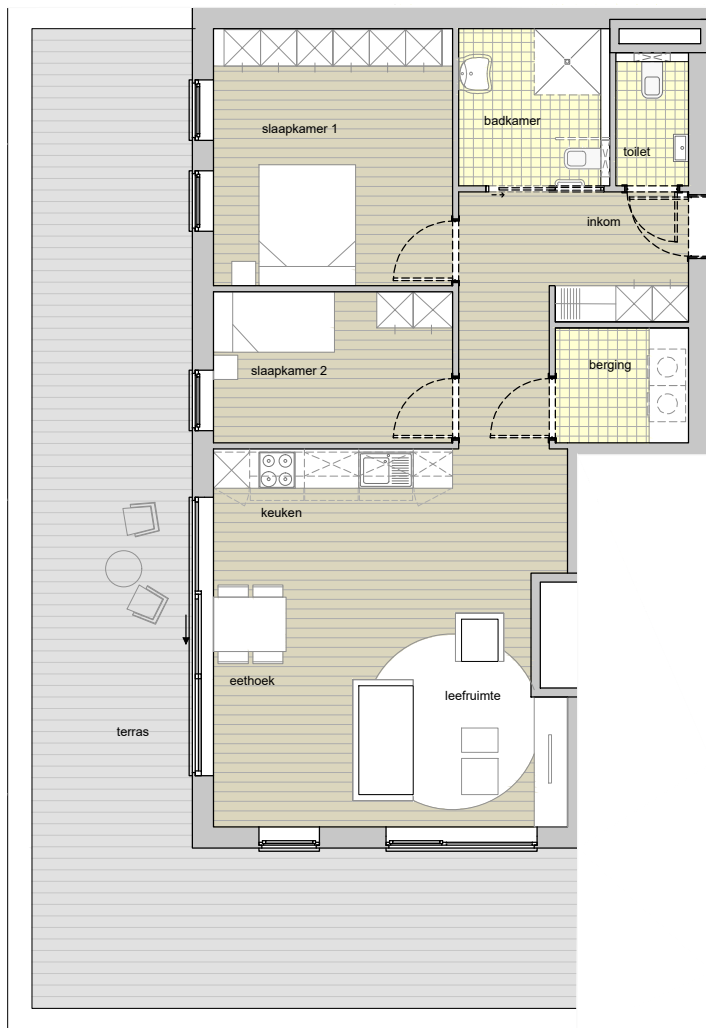 slaapkamer 1
badkamer
toilet
inkom
slaapkamer 2
berging
keuken
eethoek
leefruimte
terras